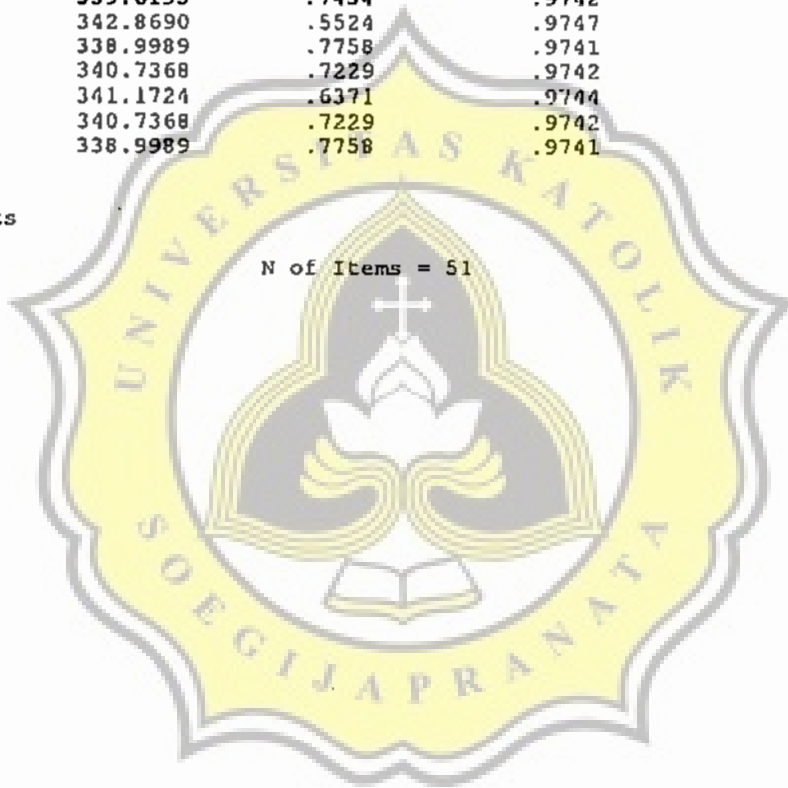 342.8690 .5524 .9747
338.9989 .7758 .9741
340.7368 .7229 .9742
341.1724 .6371 .9744
340.7368 .7229 .9742
338.9989 .7758 .9741
N of Items = 51
UNIVERSITAS KATOLIK
SOEGIJAPRANATA